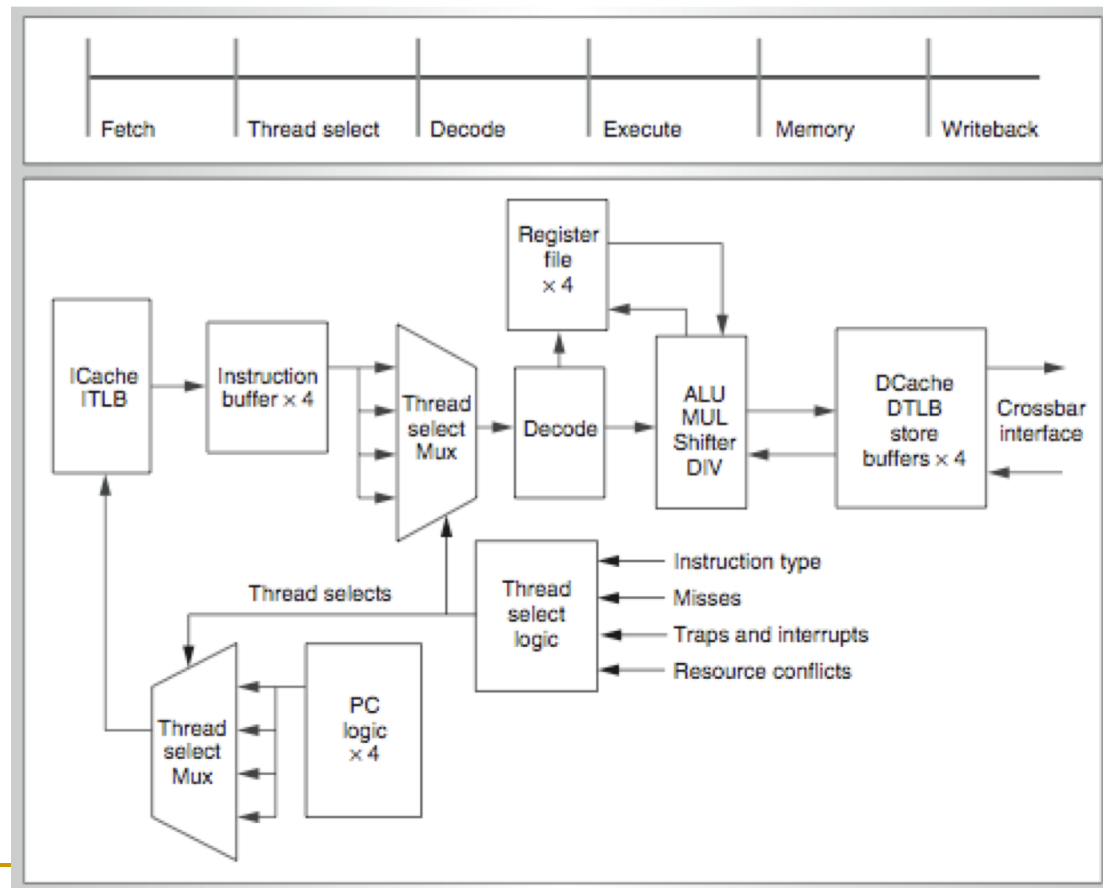 Fetch
Thread select
Decode
Execute
Memory
Writeback
Register
file
× 4
ICache
ITLB
Instruction
buffer × 4
Thread
select
Mux
Decode
ALU
MUL
Shifter
DIV
DCache
DTLB
store
buffers × 4
Crossbar
interface
Thread selects
Thread
select
logic
Instruction type
Misses
Traps and interrupts
Resource conflicts
Thread
select
Mux
PC
logic
× 4